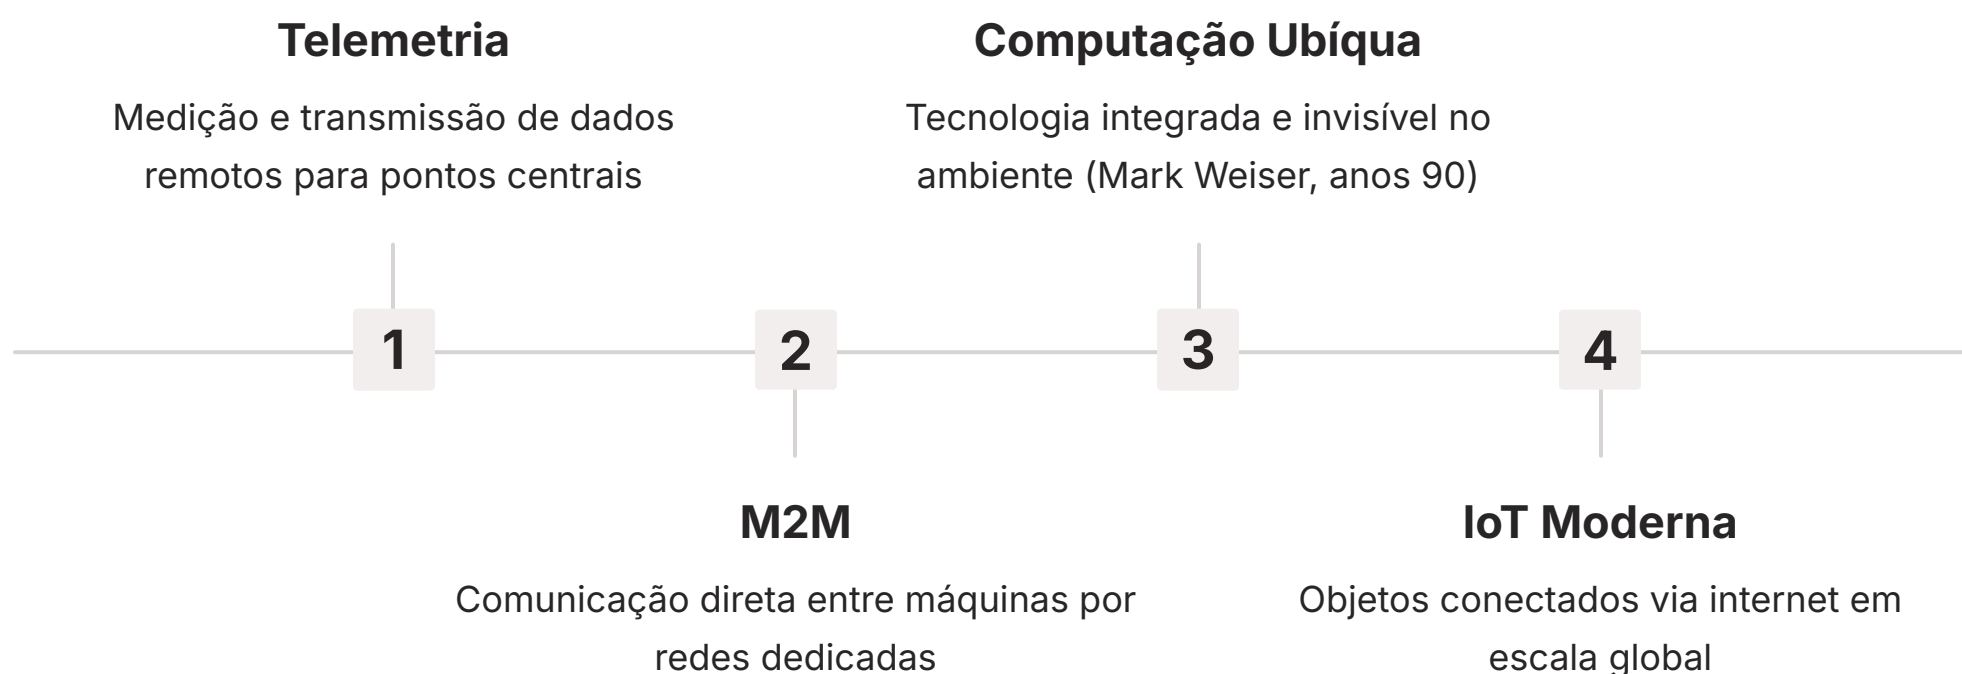 Telemetria
Medição e transmissão de dados
remotos para pontos centrais
Computação Ubíqua
Tecnologia integrada e invisível no
ambiente (Mark Weiser, anos 90)
1
2
3
4
M2M
Comunicação direta entre máquinas por
redes dedicadas
IoT Moderna
Objetos conectados via internet em
escala global